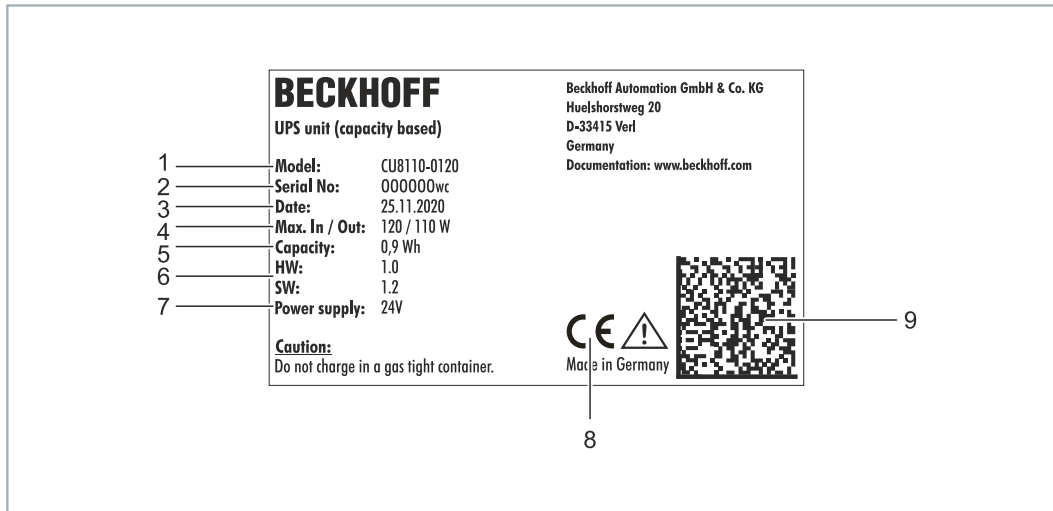 BECKHOFF
UPS unit (capacity based)
Beckhoff Automation GmbH & Co. KG
Huelshorstweg 20
D-33415 Verl
Germany
Documentation: www.beckhoff.com
1 Model: CU8110-0120
2 Serial No: 000000wc
3 Date: 25.11.2020
4 Max. In / Out: 120 / 110 W
5 Capacity: 0,9 Wh
6 HW: 1.0
SW: 1.2
7 Power supply: 24V
Caution:
Do not charge in a gas tight container.
CE
Made in Germany
8
9